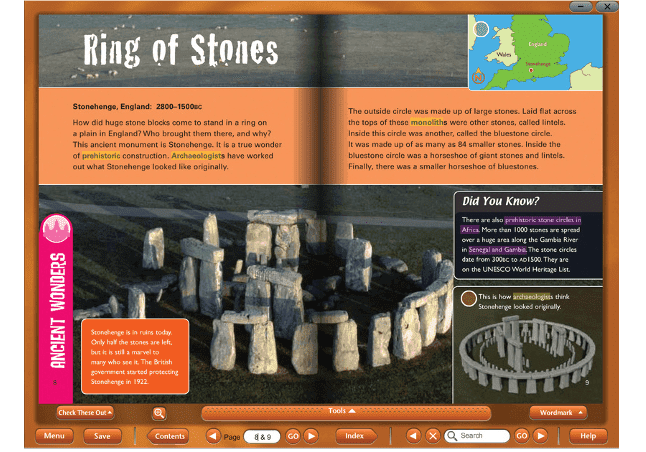 Ring of Stones
Wales
England
Stonehenge
Stonehenge, England: 2800–1500BC
How did huge stone blocks come to stand in a ring on
a plain in England? Who brought them there, and why?
This ancient monument is Stonehenge. It is a true wonder
of prehistoric construction. Archaeologists have worked
out what Stonehenge looked like originally.
The outside circle was made up of large stones. Laid flat across
the tops of these monoliths were other stones, called lintels.
Inside this circle was another, called the bluestone circle.
It was made up of as many as 84 smaller stones. Inside the
bluestone circle was a horseshoe of giant stones and lintels.
Finally, there was a smaller horseshoe of bluestones.
ANCIENT WONDERS
Stonehenge is in ruins today.
Only half the stones are left,
but it is still a marvel to
many who see it. The British
government started protecting
Stonehenge in 1922.
Did You Know?
There are also prehistoric stone circles in
Africa. More than 1000 stones are spread
over a huge area along the Gambia River
in Senegal and Gambia. The stone circles
date from 300BC to AD1500. They are
on the UNESCO World Heritage List.
This is how archaeologists think
Stonehenge looked originally.
9
Check These Out
Tools
Wordmark
Menu
Save
Contents
Page
8 & 9
GO
Index
Search
GO
Help